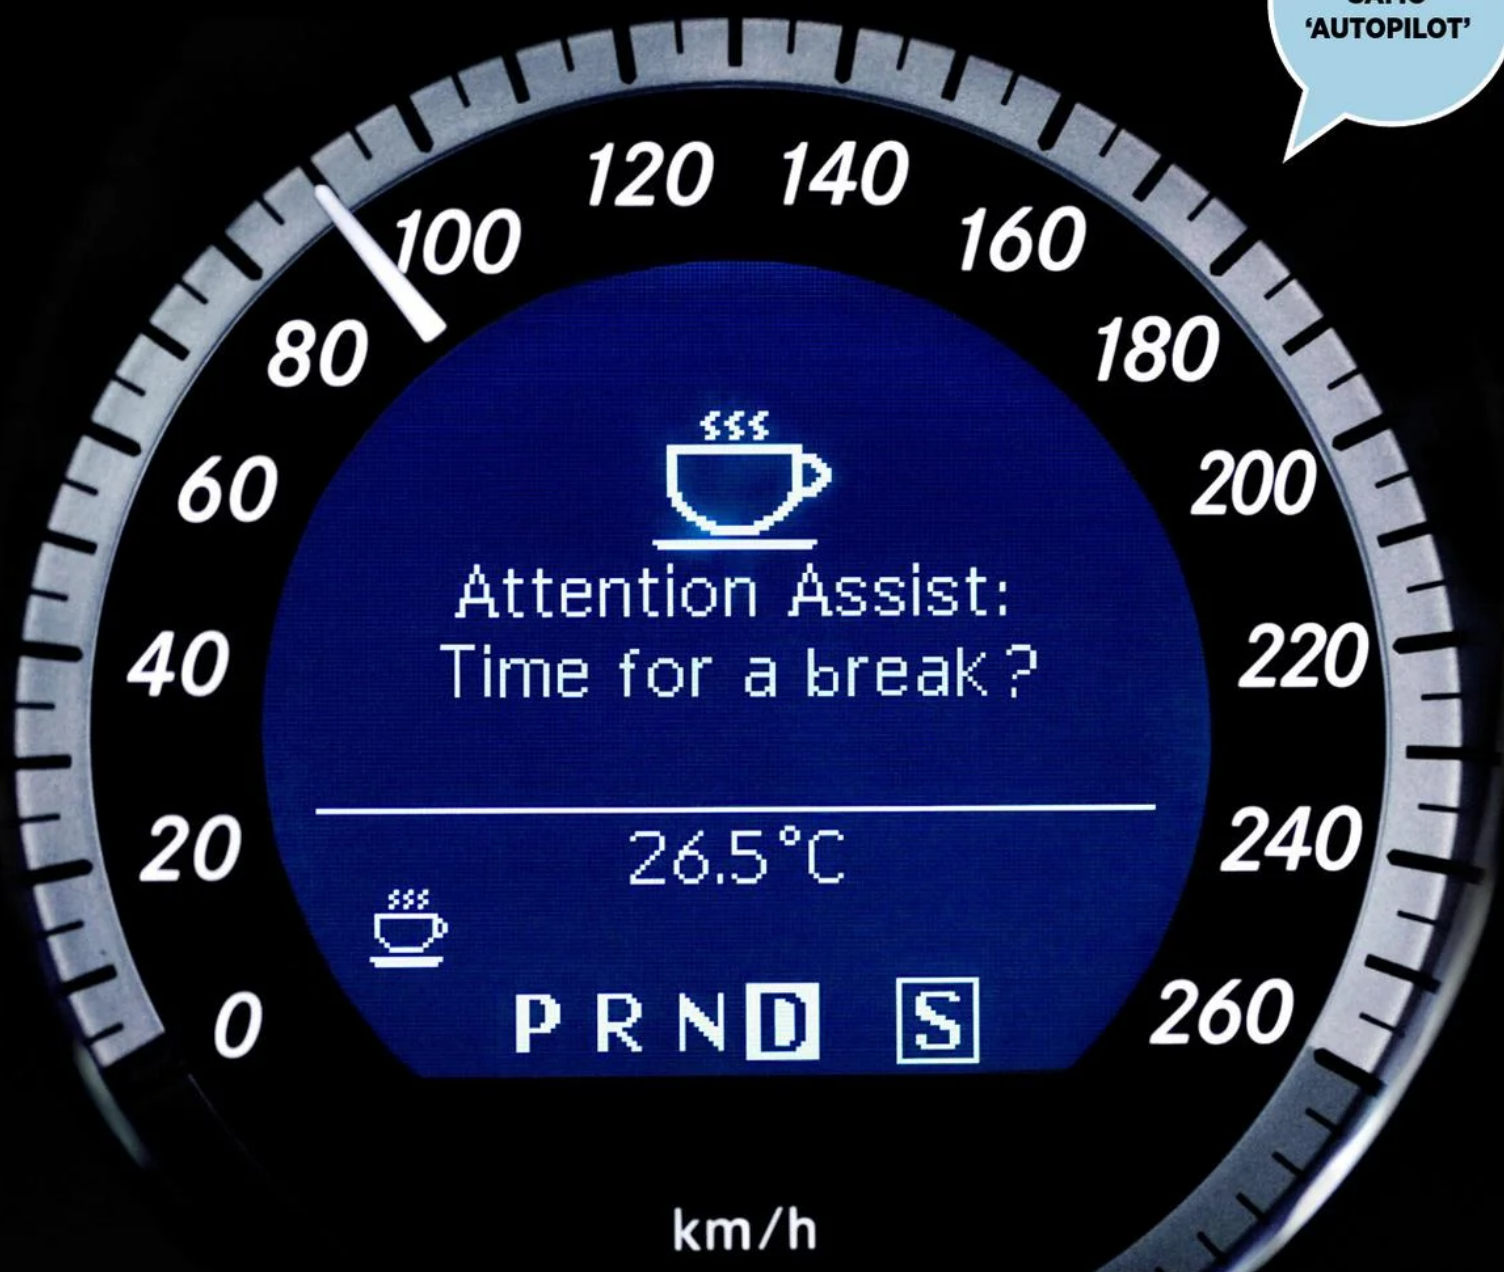 ‘AUTOPILOT’
120 140
100 160
80 180
60 200
40 220
20 240
0 260
Attention Assist:
Time for a break?
26.5°C
P R N D S
km/h